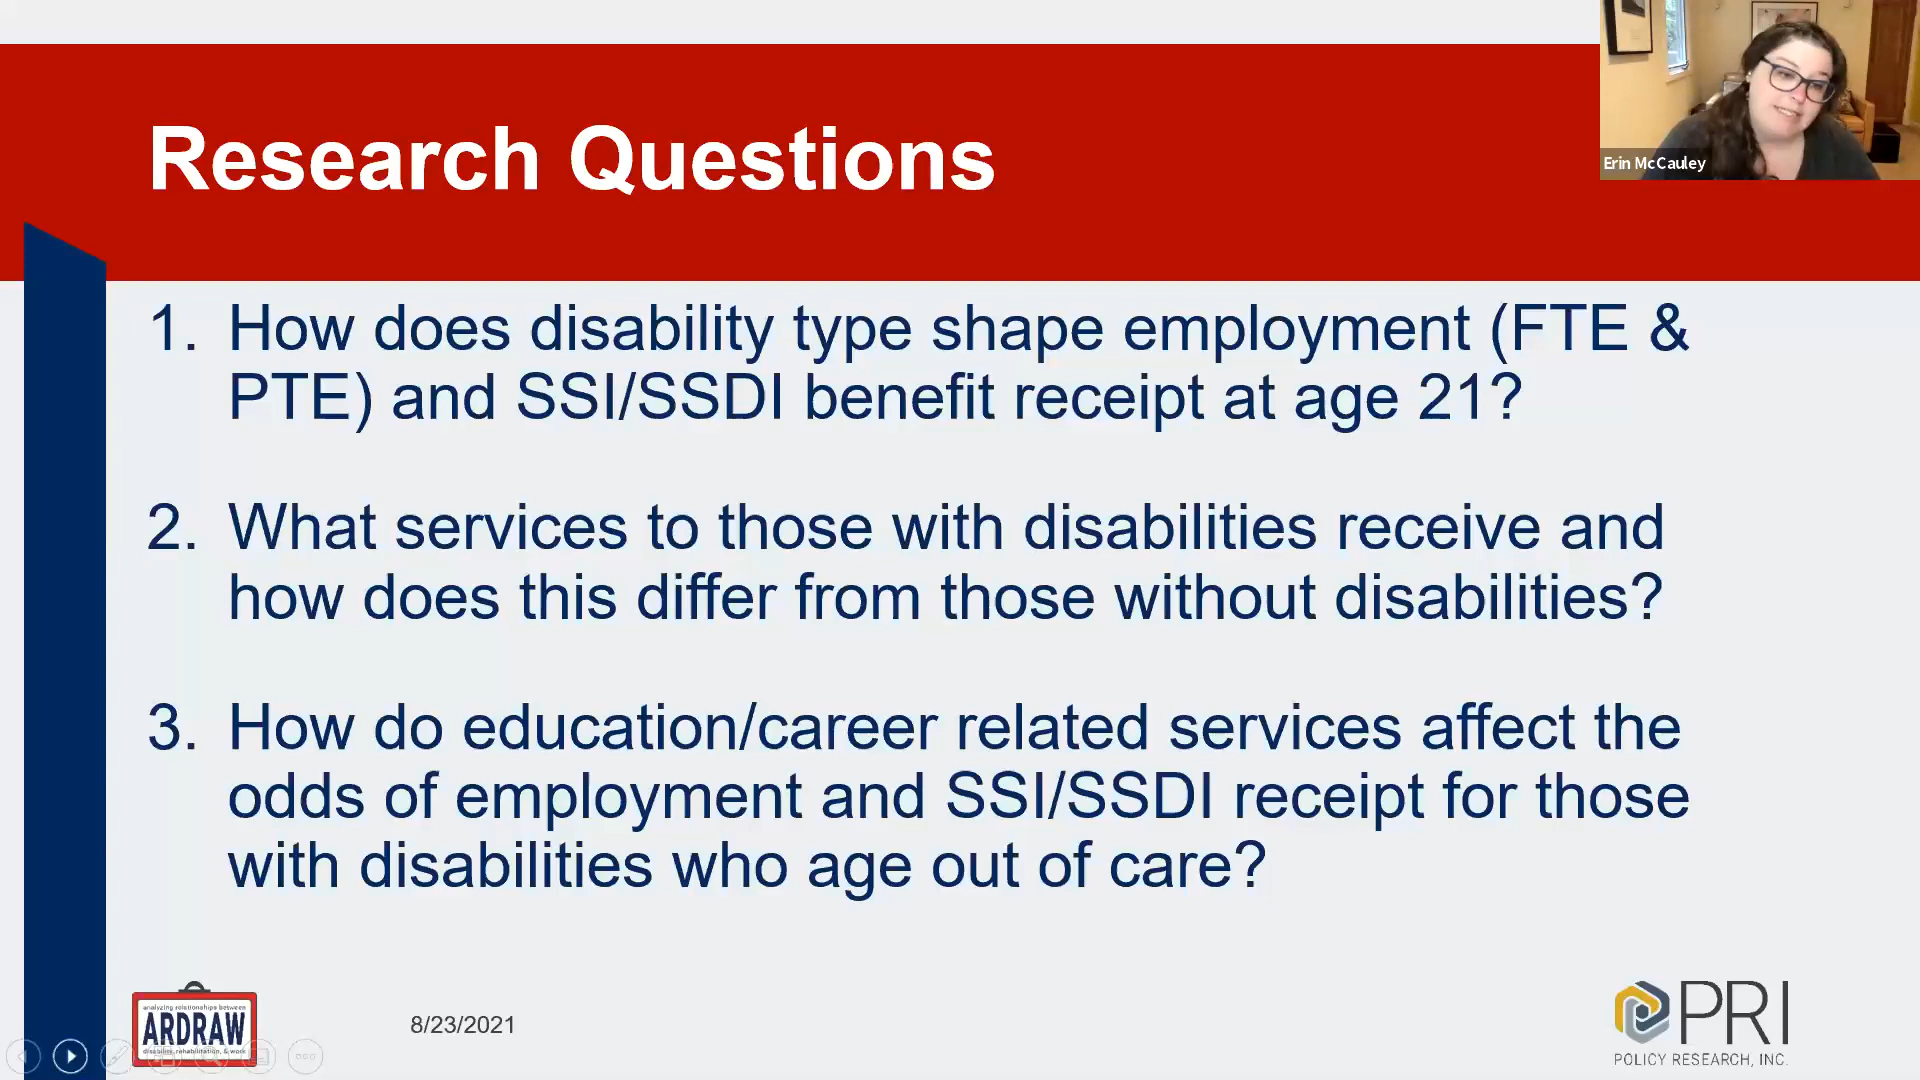 Research Questions
Erin McCauley
1. How does disability type shape employment (FTE &
PTE) and SSI/SSDI benefit receipt at age 21?
2. What services to those with disabilities receive and
how does this differ from those without disabilities?
3. How do education/career related services affect the
odds of employment and SSI/SSDI receipt for those
with disabilities who age out of care?
analyzing relationships between
ARDRAW
disability, rehabilitation, & work
8/23/2021
PRI
POLICY RESEARCH, INC.